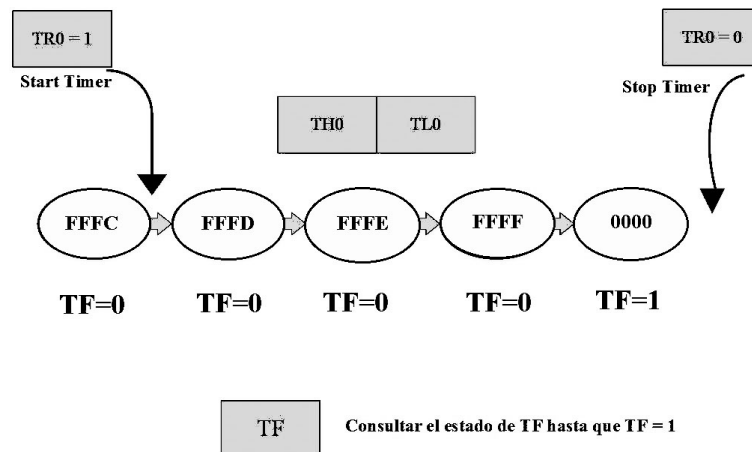 TR0 = 1
TR0 = 0
Start Timer
Stop Timer
TH0 TL0
FFFC FFFD FFFE FFFF 0000
TF=0 TF=0 TF=0 TF=0 TF=1
TF Consultar el estado de TF hasta que TF = 1